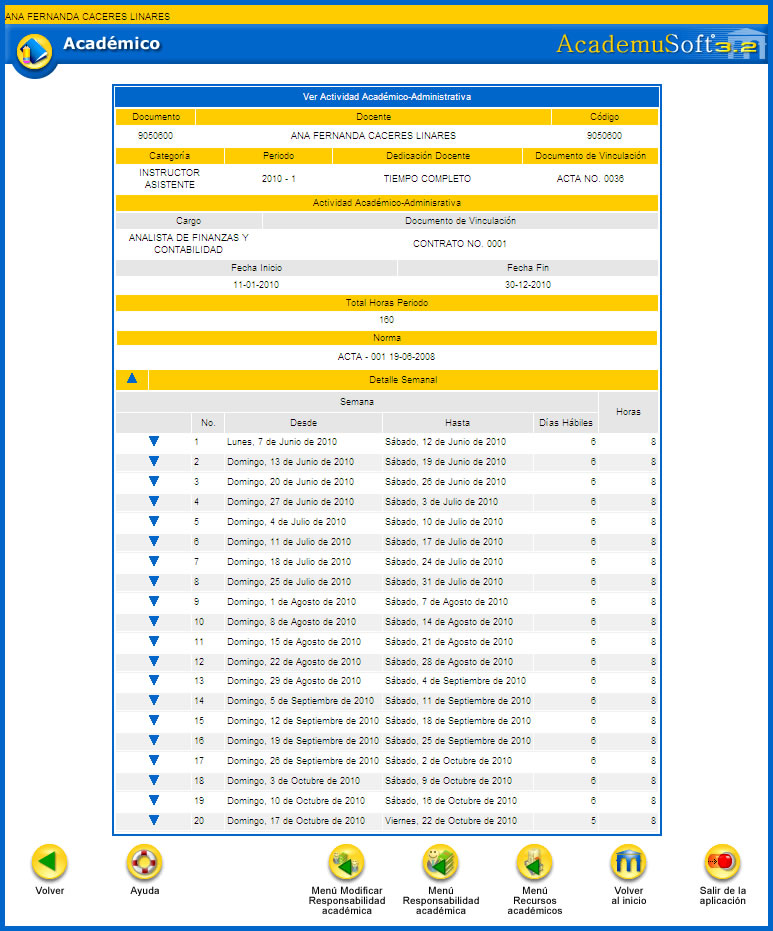 ANA FERNANDA CACERES LINARES
Académico
AcademuSoft 3.2
Ver Actividad Académico-Administrativa
Documento Docente Código
9050600 ANA FERNANDA CACERES LINARES 9050600
Categoría Periodo Dedicación Docente Documento de Vinculación
INSTRUCTOR ASISTENTE 2010 - 1 TIEMPO COMPLETO ACTA NO. 0036
Actividad Académico-Adminisrativa
Cargo Documento de Vinculación
ANALISTA DE FINANZAS Y CONTABILIDAD CONTRATO NO. 0001
Fecha Inicio Fecha Fin
11-01-2010 30-12-2010
Total Horas Periodo
160
Norma
ACTA - 001 19-06-2008
Detalle Semanal
Semana Horas
No. Desde Hasta Días Hábiles
1 Lunes, 7 de Junio de 2010 Sábado, 12 de Junio de 2010 6 8
2 Domingo, 13 de Junio de 2010 Sábado, 19 de Junio de 2010 6 8
3 Domingo, 20 de Junio de 2010 Sábado, 26 de Junio de 2010 6 8
4 Domingo, 27 de Junio de 2010 Sábado, 3 de Julio de 2010 6 8
5 Domingo, 4 de Julio de 2010 Sábado, 10 de Julio de 2010 6 8
6 Domingo, 11 de Julio de 2010 Sábado, 17 de Julio de 2010 6 8
7 Domingo, 18 de Julio de 2010 Sábado, 24 de Julio de 2010 6 8
8 Domingo, 25 de Julio de 2010 Sábado, 31 de Julio de 2010 6 8
9 Domingo, 1 de Agosto de 2010 Sábado, 7 de Agosto de 2010 6 8
10 Domingo, 8 de Agosto de 2010 Sábado, 14 de Agosto de 2010 6 8
11 Domingo, 15 de Agosto de 2010 Sábado, 21 de Agosto de 2010 6 8
12 Domingo, 22 de Agosto de 2010 Sábado, 28 de Agosto de 2010 6 8
13 Domingo, 29 de Agosto de 2010 Sábado, 4 de Septiembre de 2010 6 8
14 Domingo, 5 de Septiembre de 2010 Sábado, 11 de Septiembre de 2010 6 8
15 Domingo, 12 de Septiembre de 2010 Sábado, 18 de Septiembre de 2010 6 8
16 Domingo, 19 de Septiembre de 2010 Sábado, 25 de Septiembre de 2010 6 8
17 Domingo, 26 de Septiembre de 2010 Sábado, 2 de Octubre de 2010 6 8
18 Domingo, 3 de Octubre de 2010 Sábado, 9 de Octubre de 2010 6 8
19 Domingo, 10 de Octubre de 2010 Sábado, 16 de Octubre de 2010 6 8
20 Domingo, 17 de Octubre de 2010 Viernes, 22 de Octubre de 2010 5 8
Volver
Ayuda
Menú Modificar
Responsabilidad
académica
Menú
Responsabilidad
académica
Menú
Recursos
académicos
Volver
al inicio
Salir de la
aplicación